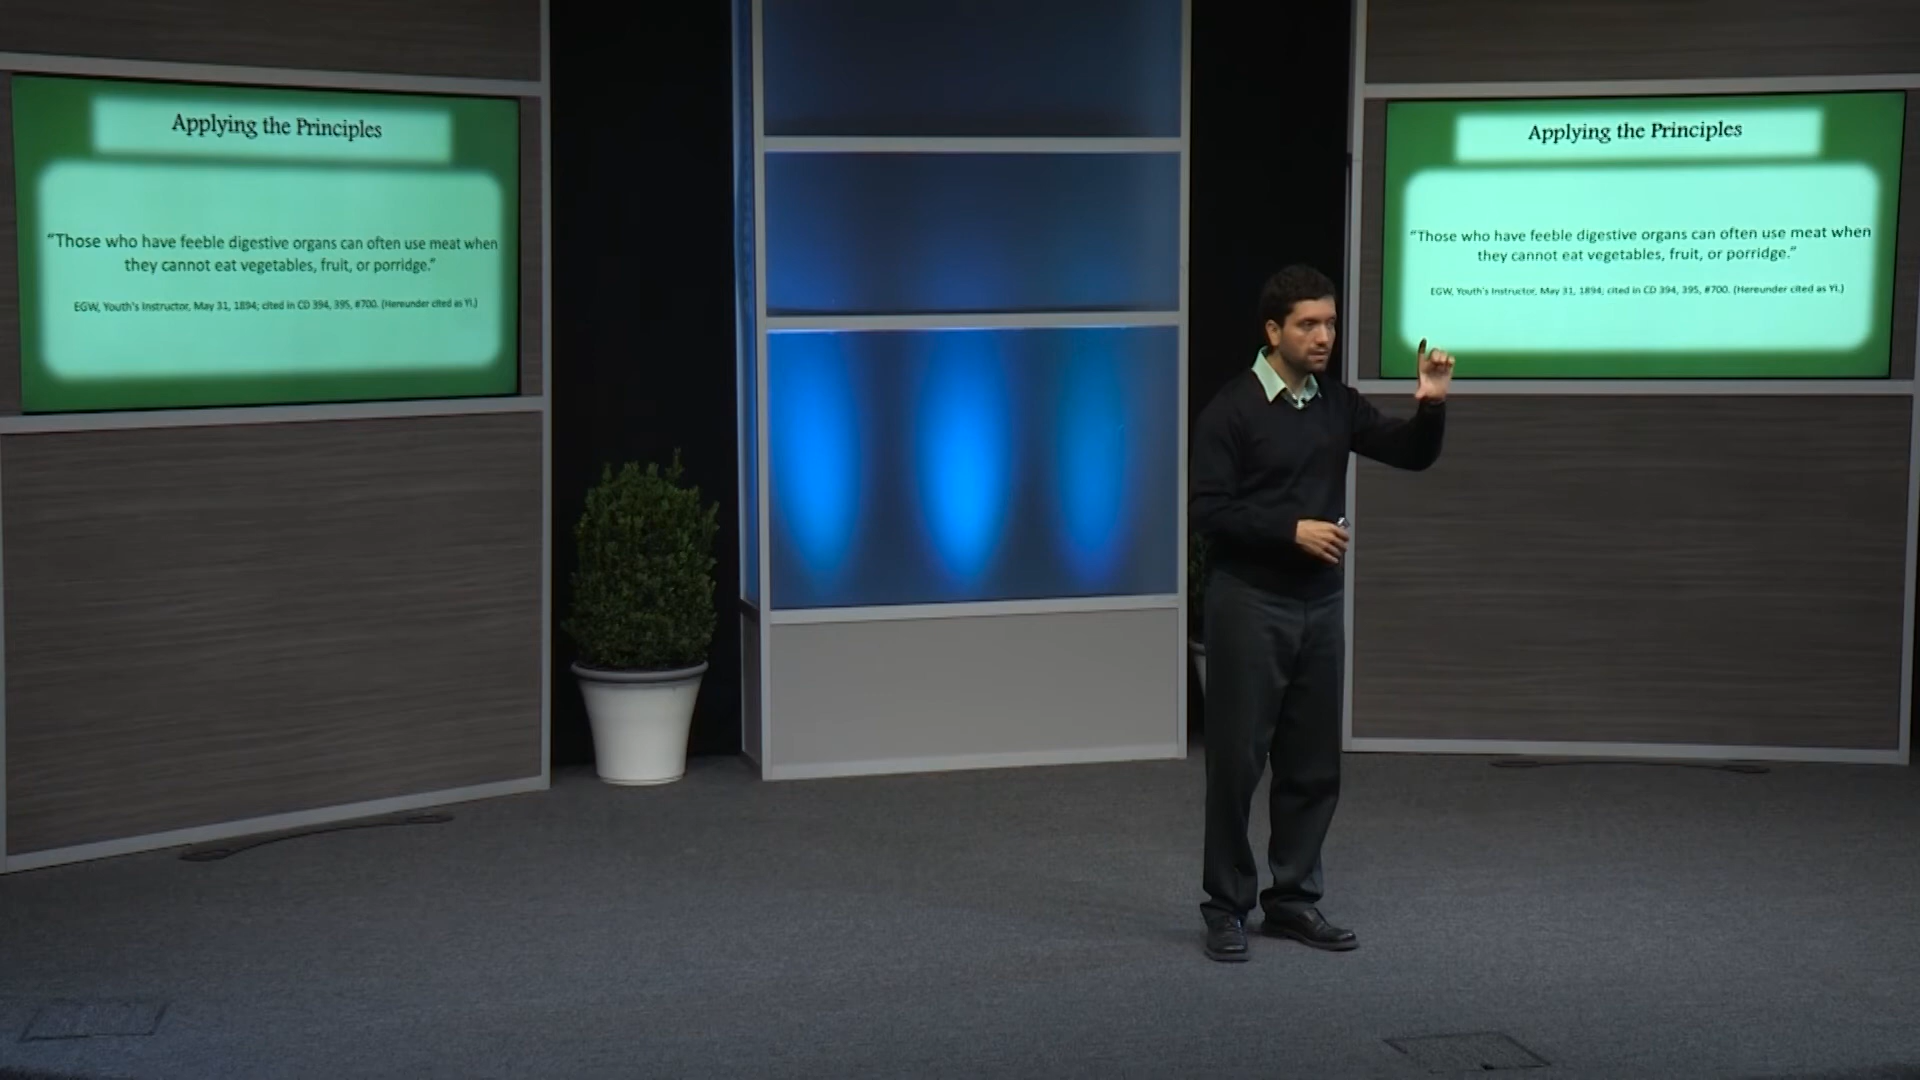 Applying the Principles
“Those who have feeble digestive organs can often use meat when
they cannot eat vegetables, fruit, or porridge.”
EGW, Youth's Instructor, May 31, 1894; cited in CD 394, 395, #700. (Hereunder cited as YI.)
Applying the Principles
“Those who have feeble digestive organs can often use meat when
they cannot eat vegetables, fruit, or porridge.”
EGW, Youth's Instructor, May 31, 1894; cited in CD 394, 395, #700. (Hereunder cited as YI.)